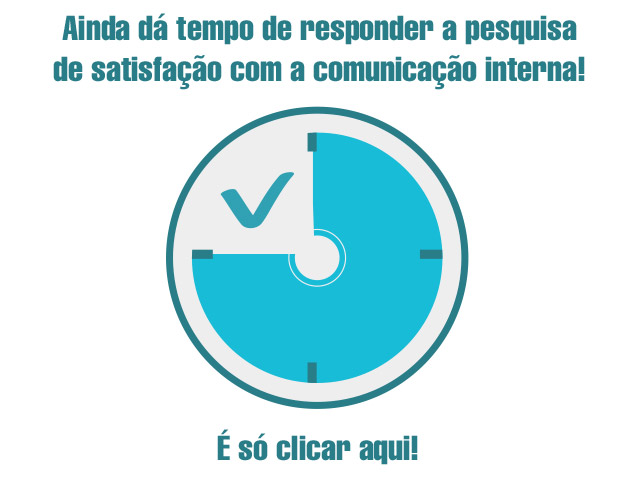 Ainda dá tempo de responder a pesquisa
de satisfação com a comunicação interna!
É só clicar aqui!